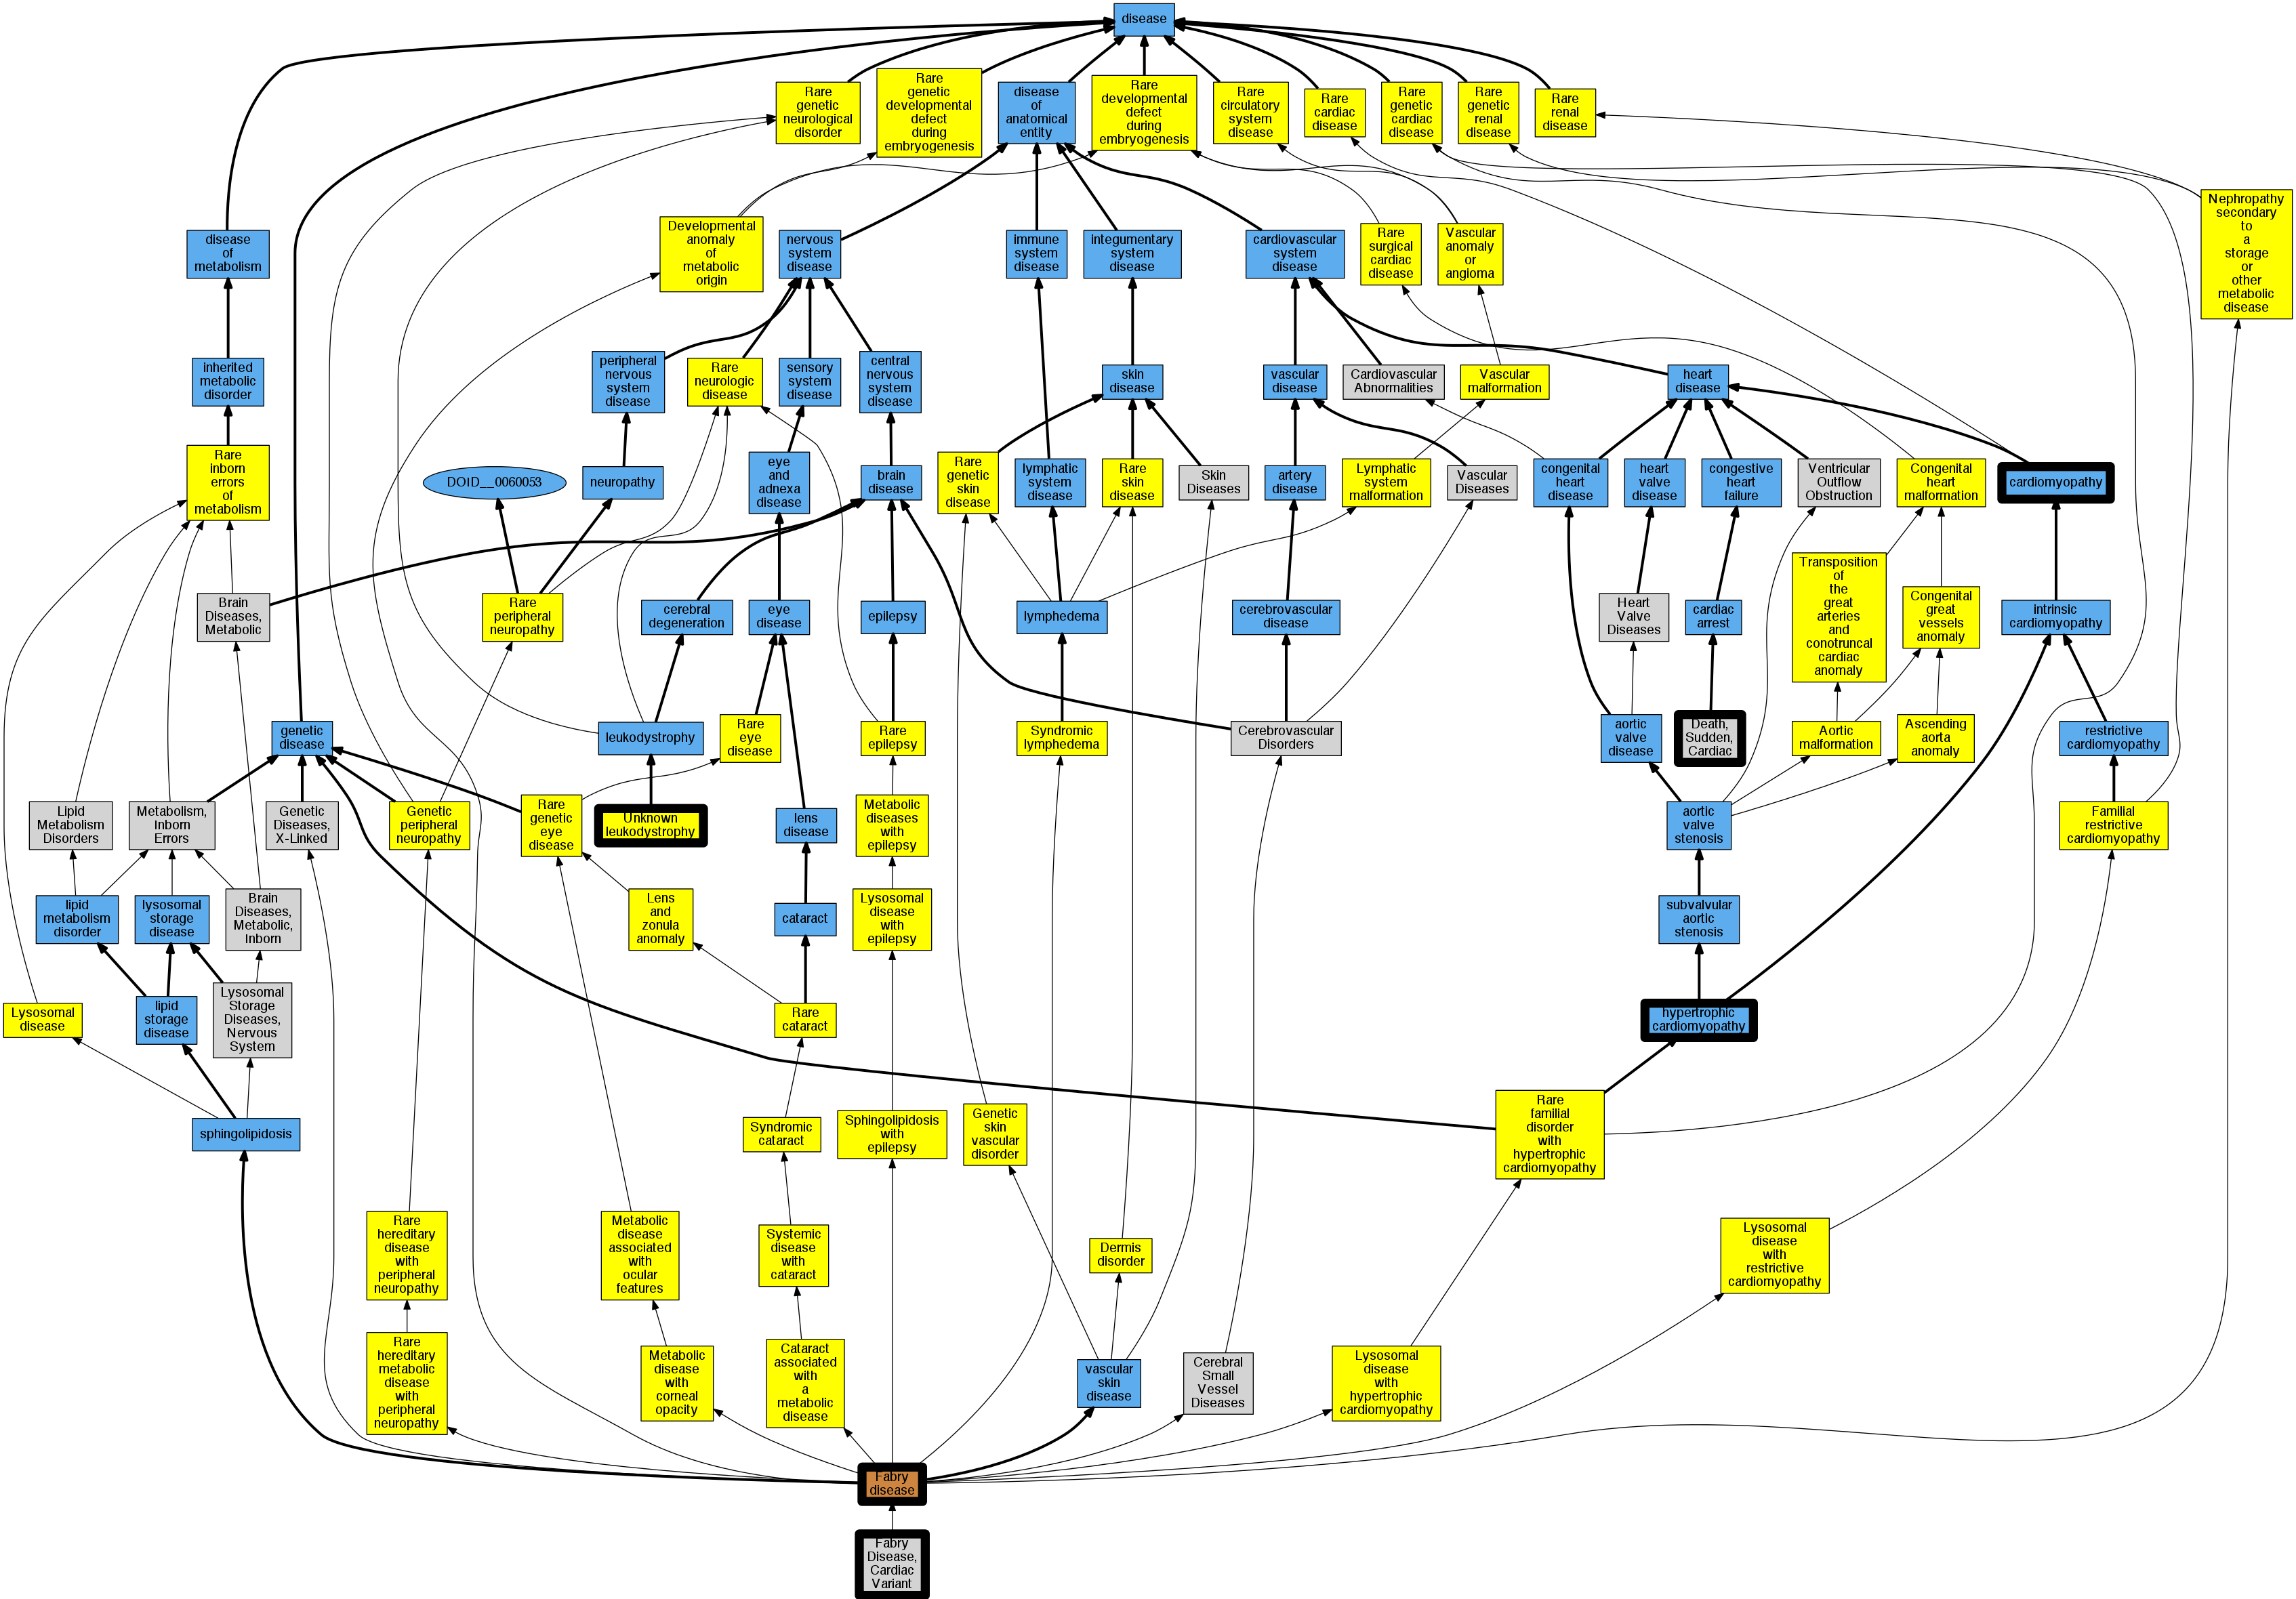 disease
Rare
genetic
neurological
disorder
Rare
genetic
developmental
defect
during
embryogenesis
disease
of
anatomical
entity
Rare
developmental
defect
during
embryogenesis
Rare
circulatory
system
disease
Rare
cardiac
disease
Rare
genetic
cardiac
disease
Rare
genetic
renal
disease
Rare
renal
disease
Nephropathy
secondary
to
a
storage
or
other
metabolic
disease
disease
of
metabolism
Developmental
anomaly
of
metabolic
origin
nervous
system
disease
immune
system
disease
integumentary
system
disease
cardiovascular
system
disease
Rare
surgical
cardiac
disease
Vascular
anomaly
or
angioma
inherited
metabolic
disorder
peripheral
nervous
system
disease
Rare
neurologic
disease
sensory
system
disease
central
nervous
system
disease
skin
disease
vascular
disease
Cardiovascular
Abnormalities
Vascular
malformation
heart
disease
Rare
inborn
errors
of
metabolism
DOID__0060053
neuropathy
eye
and
adnexa
disease
brain
disease
Rare
genetic
skin
disease
lymphatic
system
disease
Rare
skin
disease
Skin
Diseases
artery
disease
Lymphatic
system
malformation
Vascular
Diseases
congenital
heart
disease
heart
valve
disease
congestive
heart
failure
Ventricular
Outflow
Obstruction
Congenital
heart
malformation
cardiomyopathy
Brain
Diseases,
Metabolic
Rare
peripheral
neuropathy
cerebral
degeneration
eye
disease
epilepsy
lymphedema
cerebrovascular
disease
Heart
Valve
Diseases
cardiac
arrest
Transposition
of
the
great
arteries
and
conotruncal
cardiac
anomaly
Congenital
great
vessels
anomaly
intrinsic
cardiomyopathy
genetic
disease
leukodystrophy
Rare
eye
disease
Rare
epilepsy
Syndromic
lymphedema
Cerebrovascular
Disorders
aortic
valve
disease
Death,
Sudden,
Cardiac
Aortic
malformation
Ascending
aorta
anomaly
restrictive
cardiomyopathy
Lipid
Metabolism
Disorders
Metabolism,
Inborn
Errors
Genetic
Diseases,
X-Linked
Genetic
peripheral
neuropathy
Rare
genetic
eye
disease
Unknown
leukodystrophy
lens
disease
Metabolic
diseases
with
epilepsy
aortic
valve
stenosis
Familial
restrictive
cardiomyopathy
lipid
metabolism
disorder
lysosomal
storage
disease
Brain
Diseases,
Metabolic,
Inborn
Lens
and
zonula
anomaly
cataract
Lysosomal
disease
with
epilepsy
subvalvular
aortic
stenosis
Lysosomal
disease
lipid
storage
disease
Lysosomal
Storage
Diseases,
Nervous
System
Rare
cataract
hypertrophic
cardiomyopathy
sphingolipidosis
Syndromic
cataract
Sphingolipidosis
with
epilepsy
Genetic
skin
vascular
disorder
Rare
familial
disorder
with
hypertrophic
cardiomyopathy
Rare
hereditary
disease
with
peripheral
neuropathy
Metabolic
disease
associated
with
ocular
features
Systemic
disease
with
cataract
Dermis
disorder
Lysosomal
disease
with
restrictive
cardiomyopathy
Rare
hereditary
metabolic
disease
with
peripheral
neuropathy
Metabolic
disease
with
corneal
opacity
Cataract
associated
with
a
metabolic
disease
vascular
skin
disease
Cerebral
Small
Vessel
Diseases
Lysosomal
disease
with
hypertrophic
cardiomyopathy
Fabry
disease
Fabry
Disease,
Cardiac
Variant